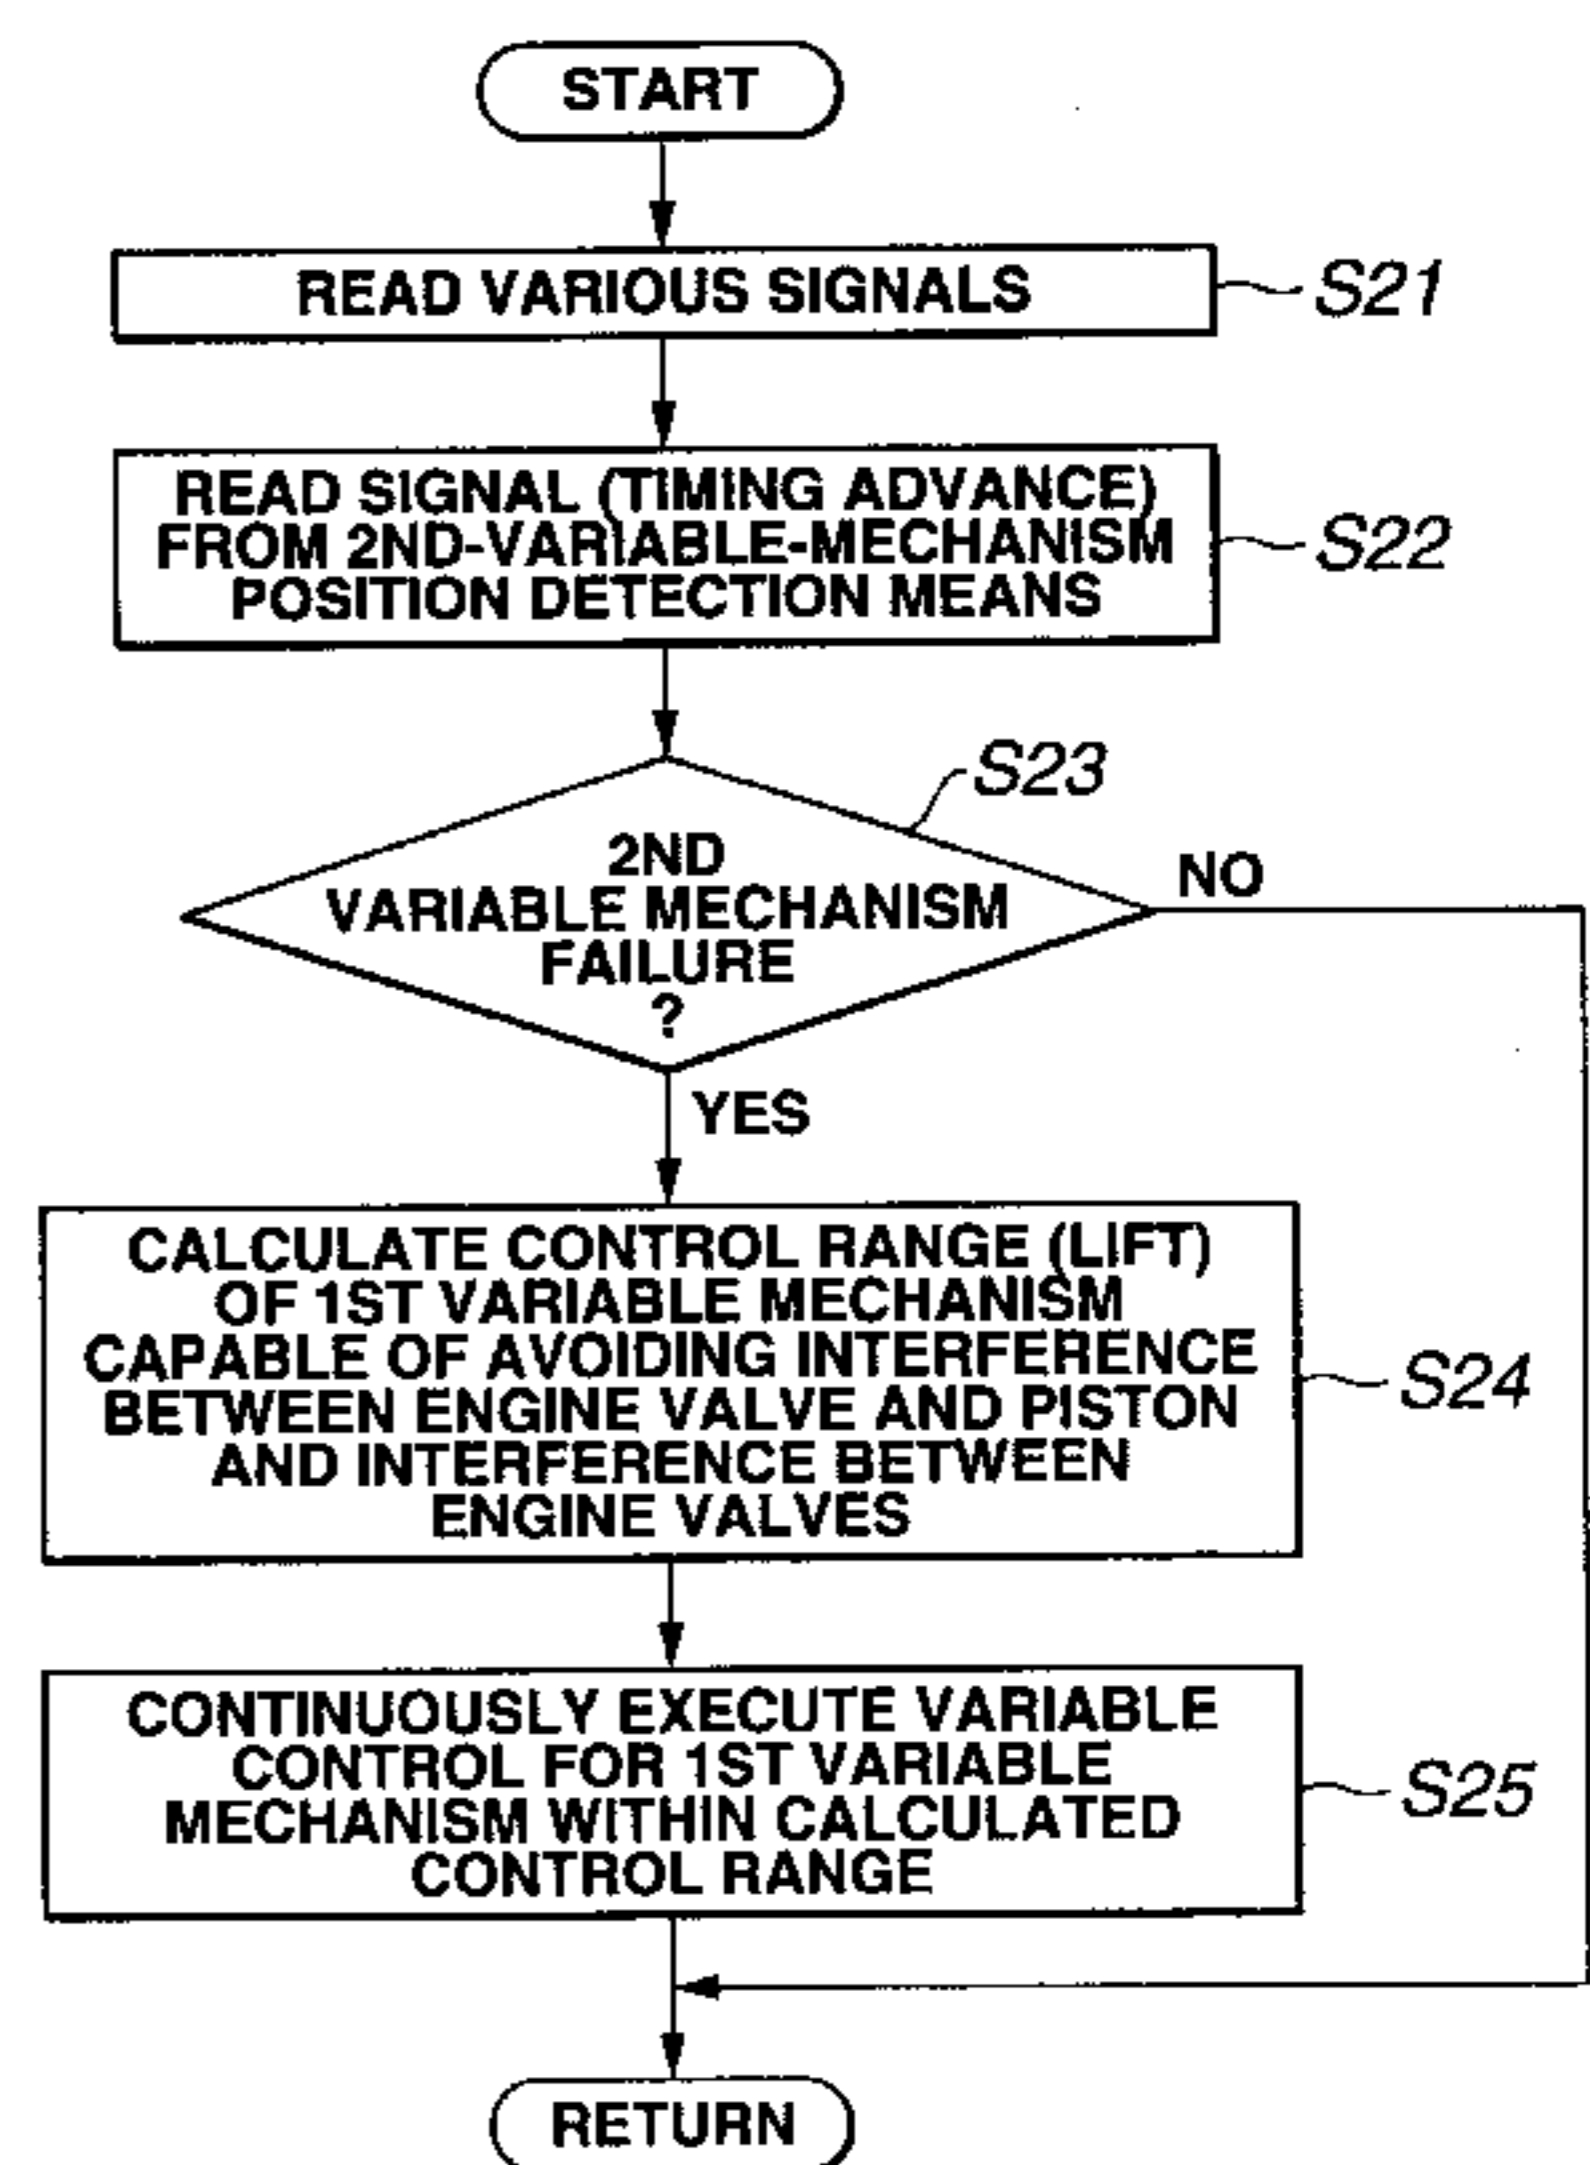 START
READ VARIOUS SIGNALS
S21
READ SIGNAL (TIMING ADVANCE)
FROM 2ND-VARIABLE-MECHANISM
POSITION DETECTION MEANS
S22
S23
2ND
VARIABLE MECHANISM
FAILURE
?
NO
YES
CALCULATE CONTROL RANGE (LIFT)
OF 1ST VARIABLE MECHANISM
CAPABLE OF AVOIDING INTERFERENCE
BETWEEN ENGINE VALVE AND PISTON
AND INTERFERENCE BETWEEN
ENGINE VALVES
S24
CONTINUOUSLY EXECUTE VARIABLE
CONTROL FOR 1ST VARIABLE
MECHANISM WITHIN CALCULATED
CONTROL RANGE
S25
RETURN